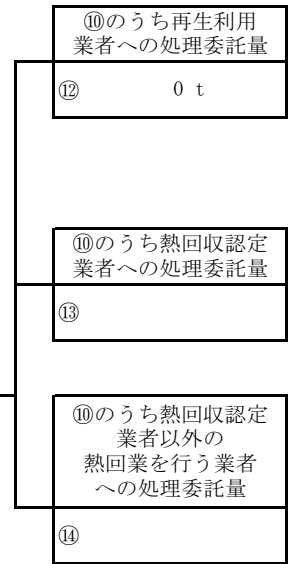 ⑩のうち再生利用
業者への処理委託量
⑫ 0 t
⑩のうち熱回収認定
業者への処理委託量
⑬
⑩のうち熱回収認定
業者以外の
熱回業を行う業者
への処理委託量
⑭